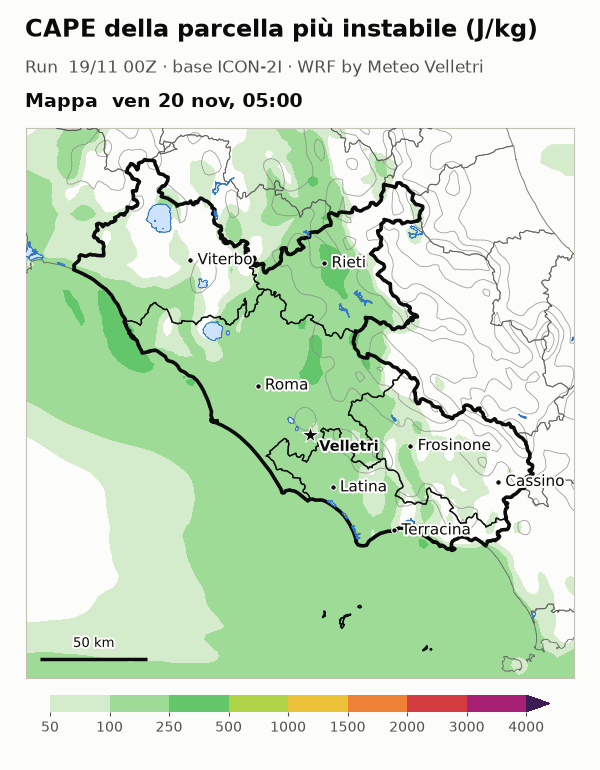 CAPE della parcella più instabile (J/kg)
Run  19/11 00Z · base ICON-2I · WRF by Meteo Velletri
Mappa  ven 20 nov, 05:00
Viterbo
Rieti
Roma
Velletri
Frosinone
Cassino
Latina
Terracina
50 km
50 100 250 500 1000 1500 2000 3000 4000